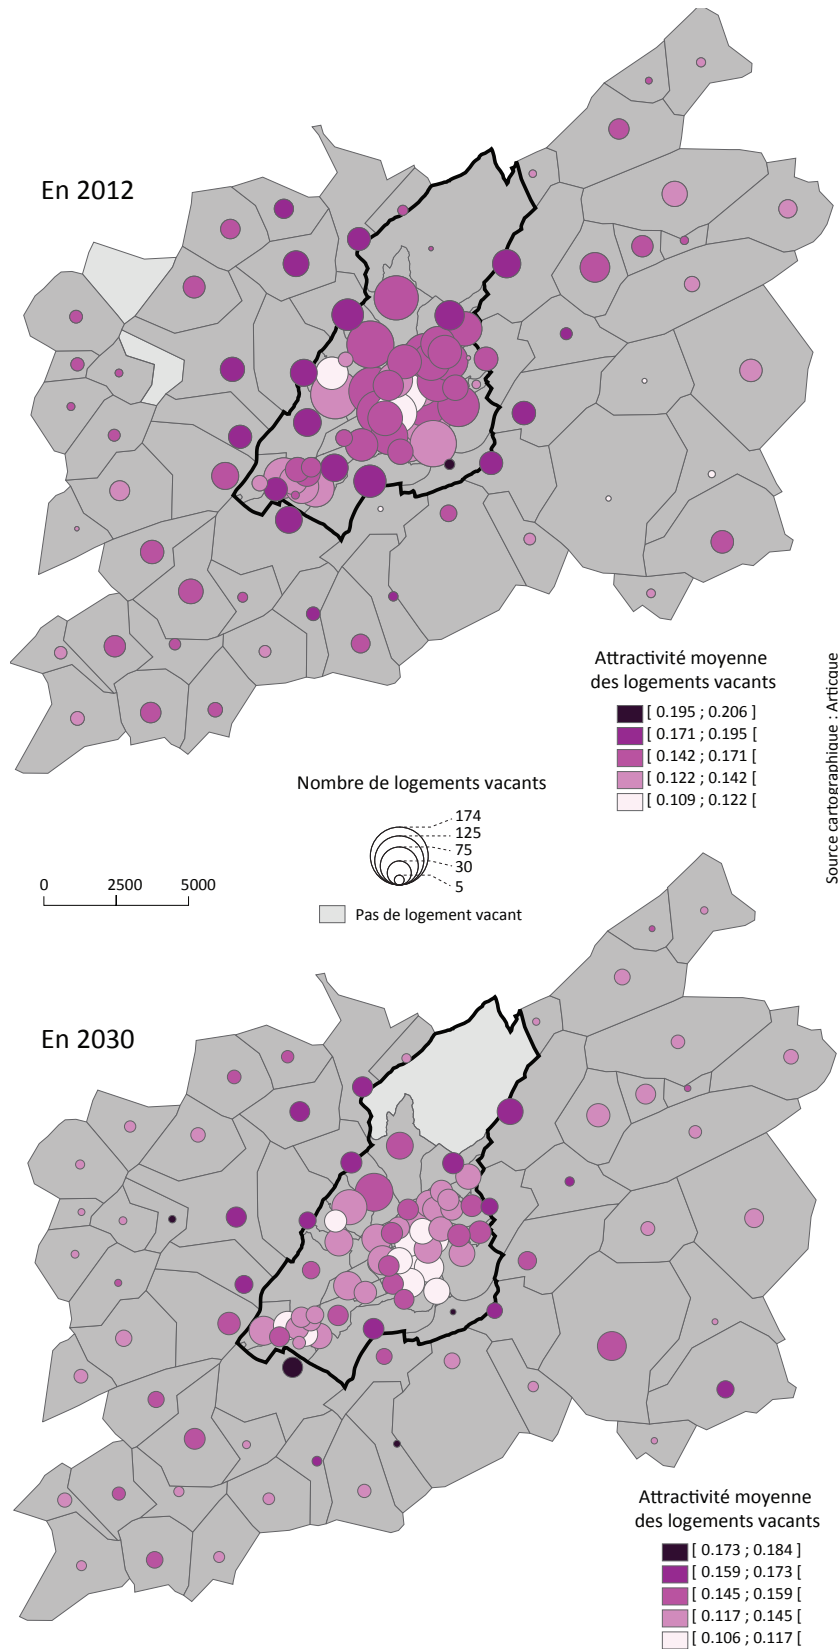 En 2012
Attractivité moyenne
des logements vacants
[ 0.195 ; 0.206 ]
[ 0.171 ; 0.195 [
[ 0.142 ; 0.171 [
[ 0.122 ; 0.142 [
[ 0.109 ; 0.122 [
Source cartographique : Articque
Nombre de logements vacants
174
125
75
30
5
0 2500 5000
Pas de logement vacant
En 2030
Attractivité moyenne
des logements vacants
[ 0.173 ; 0.184 ]
[ 0.159 ; 0.173 [
[ 0.145 ; 0.159 [
[ 0.117 ; 0.145 [
[ 0.106 ; 0.117 [